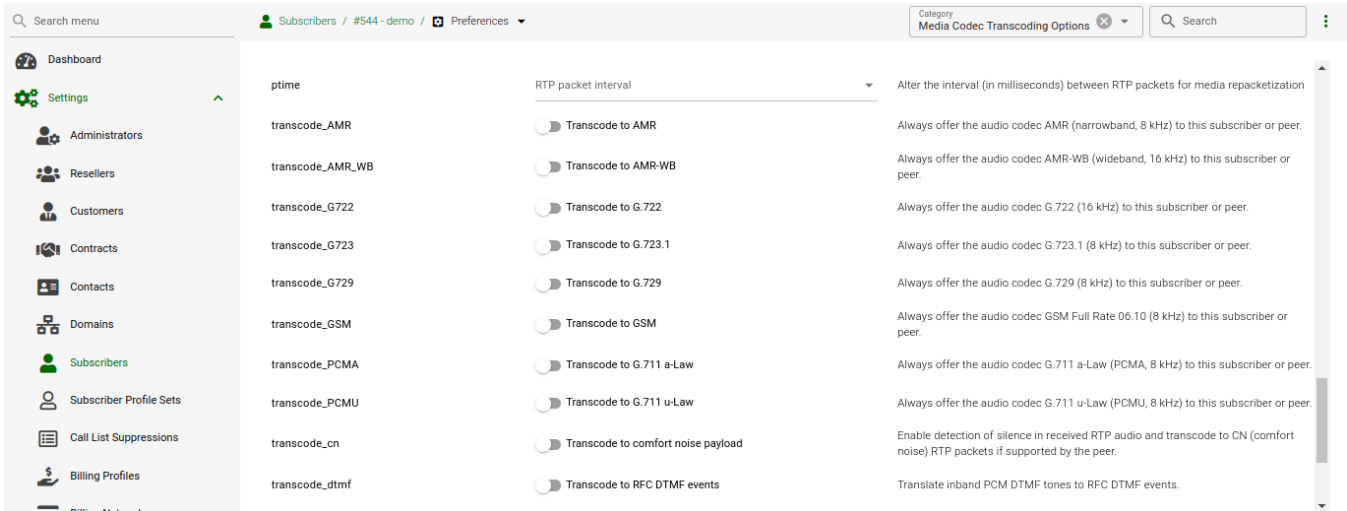 Search menu
Subscribers / #544 - demo / Preferences
Category
Media Codec Transcoding Options
Search
Dashboard
Settings
Administrators
Resellers
Customers
Contracts
Contacts
Domains
Subscribers
Subscriber Profile Sets
Call List Suppressions
Billing Profiles
ptime
RTP packet interval
Alter the interval (in milliseconds) between RTP packets for media repacketization
transcode_AMR
Transcode to AMR
Always offer the audio codec AMR (narrowband, 8 kHz) to this subscriber or peer.
transcode_AMR_WB
Transcode to AMR-WB
Always offer the audio codec AMR-WB (wideband, 16 kHz) to this subscriber or
peer.
transcode_G722
Transcode to G.722
Always offer the audio codec G.722 (16 kHz) to this subscriber or peer.
transcode_G723
Transcode to G.723.1
Always offer the audio codec G.723.1 (8 kHz) to this subscriber or peer.
transcode_G729
Transcode to G.729
Always offer the audio codec G.729 (8 kHz) to this subscriber or peer.
transcode_GSM
Transcode to GSM
Always offer the audio codec GSM Full Rate 06.10 (8 kHz) to this subscriber or
peer.
transcode_PCMA
Transcode to G.711 a-Law
Always offer the audio codec G.711 a-Law (PCMA, 8 kHz) to this subscriber or peer.
transcode_PCMU
Transcode to G.711 u-Law
Always offer the audio codec G.711 u-Law (PCMU, 8 kHz) to this subscriber or peer.
transcode_cn
Transcode to comfort noise payload
Enable detection of silence in received RTP audio and transcode to CN (comfort
noise) RTP packets if supported by the peer.
transcode_dtmf
Transcode to RFC DTMF events
Translate inband PCM DTMF tones to RFC DTMF events.